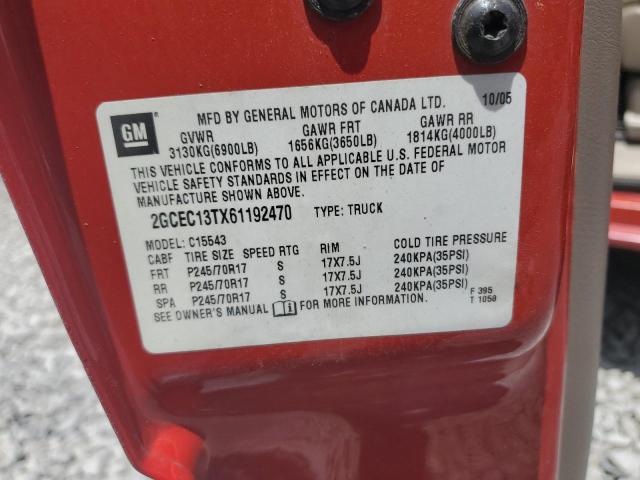 MFD BY GENERAL MOTORS OF CANADA LTD. 10/05
GM
GVWR GAWR FRT GAWR RR
3130KG(6900LB) 1656KG(3650LB) 1814KG(4000LB)
THIS VEHICLE CONFORMS TO ALL APPLICABLE U.S. FEDERAL MOTOR
VEHICLE SAFETY STANDARDS IN EFFECT ON THE DATE OF
MANUFACTURE SHOWN ABOVE.
2GCEC13TX61192470 TYPE: TRUCK
MODEL: C15543
CABF TIRE SIZE SPEED RTG RIM COLD TIRE PRESSURE
FRT P245/70R17 S 17X7.5J 240KPA(35PSI)
RR P245/70R17 S 17X7.5J 240KPA(35PSI)
SPA P245/70R17 S 17X7.5J 240KPA(35PSI)
SEE OWNER'S MANUAL FOR MORE INFORMATION.
F 395
T 1058